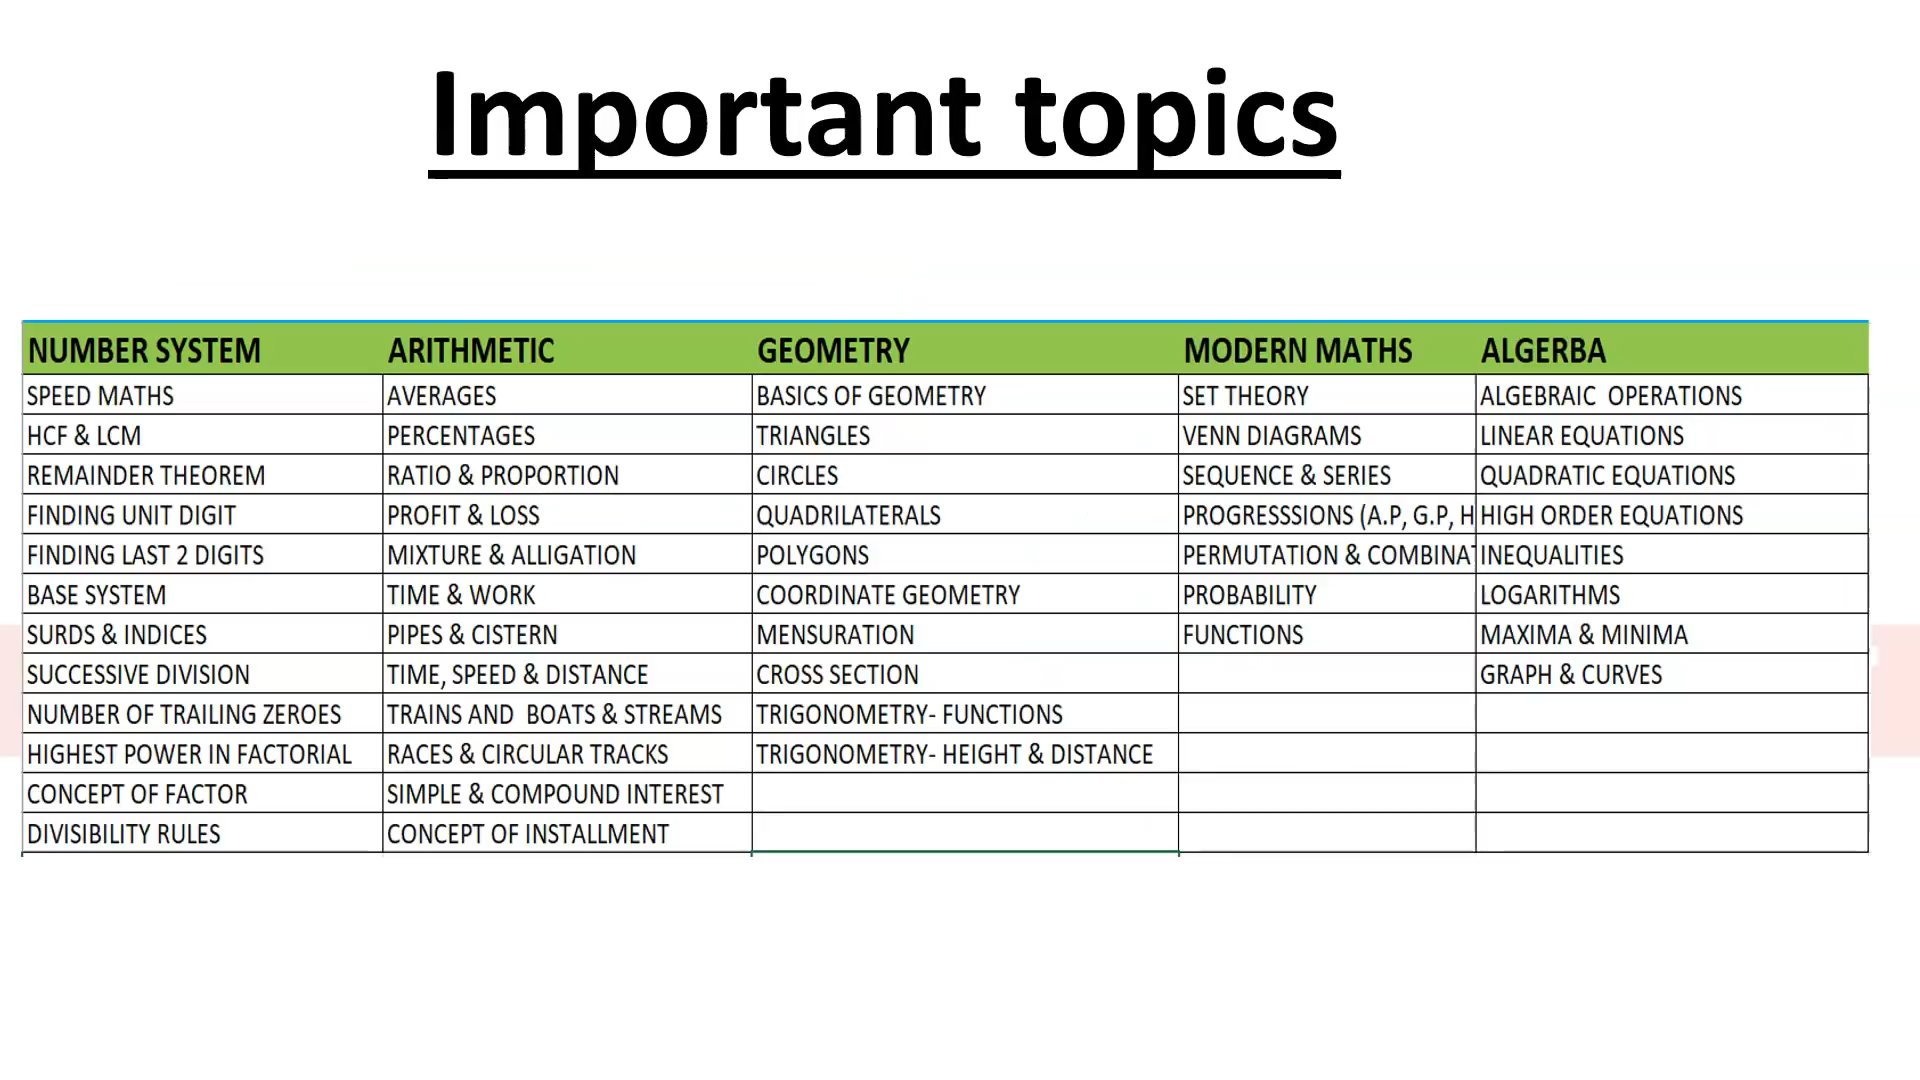 Important topics
NUMBER SYSTEM ARITHMETIC GEOMETRY MODERN MATHS ALGERBA
SPEED MATHS AVERAGES BASICS OF GEOMETRY SET THEORY ALGEBRAIC OPERATIONS
HCF & LCM PERCENTAGES TRIANGLES VENN DIAGRAMS LINEAR EQUATIONS
REMAINDER THEOREM RATIO & PROPORTION CIRCLES SEQUENCE & SERIES QUADRATIC EQUATIONS
FINDING UNIT DIGIT PROFIT & LOSS QUADRILATERALS PROGRESSSIONS (A.P, G.P, H HIGH ORDER EQUATIONS
FINDING LAST 2 DIGITS MIXTURE & ALLIGATION POLYGONS PERMUTATION & COMBINAT INEQUALITIES
BASE SYSTEM TIME & WORK COORDINATE GEOMETRY PROBABILITY LOGARITHMS
SURDS & INDICES PIPES & CISTERN MENSURATION FUNCTIONS MAXIMA & MINIMA
SUCCESSIVE DIVISION TIME, SPEED & DISTANCE CROSS SECTION GRAPH & CURVES
NUMBER OF TRAILING ZEROES TRAINS AND BOATS & STREAMS TRIGONOMETRY- FUNCTIONS
HIGHEST POWER IN FACTORIAL RACES & CIRCULAR TRACKS TRIGONOMETRY- HEIGHT & DISTANCE
CONCEPT OF FACTOR SIMPLE & COMPOUND INTEREST
DIVISIBILITY RULES CONCEPT OF INSTALLMENT